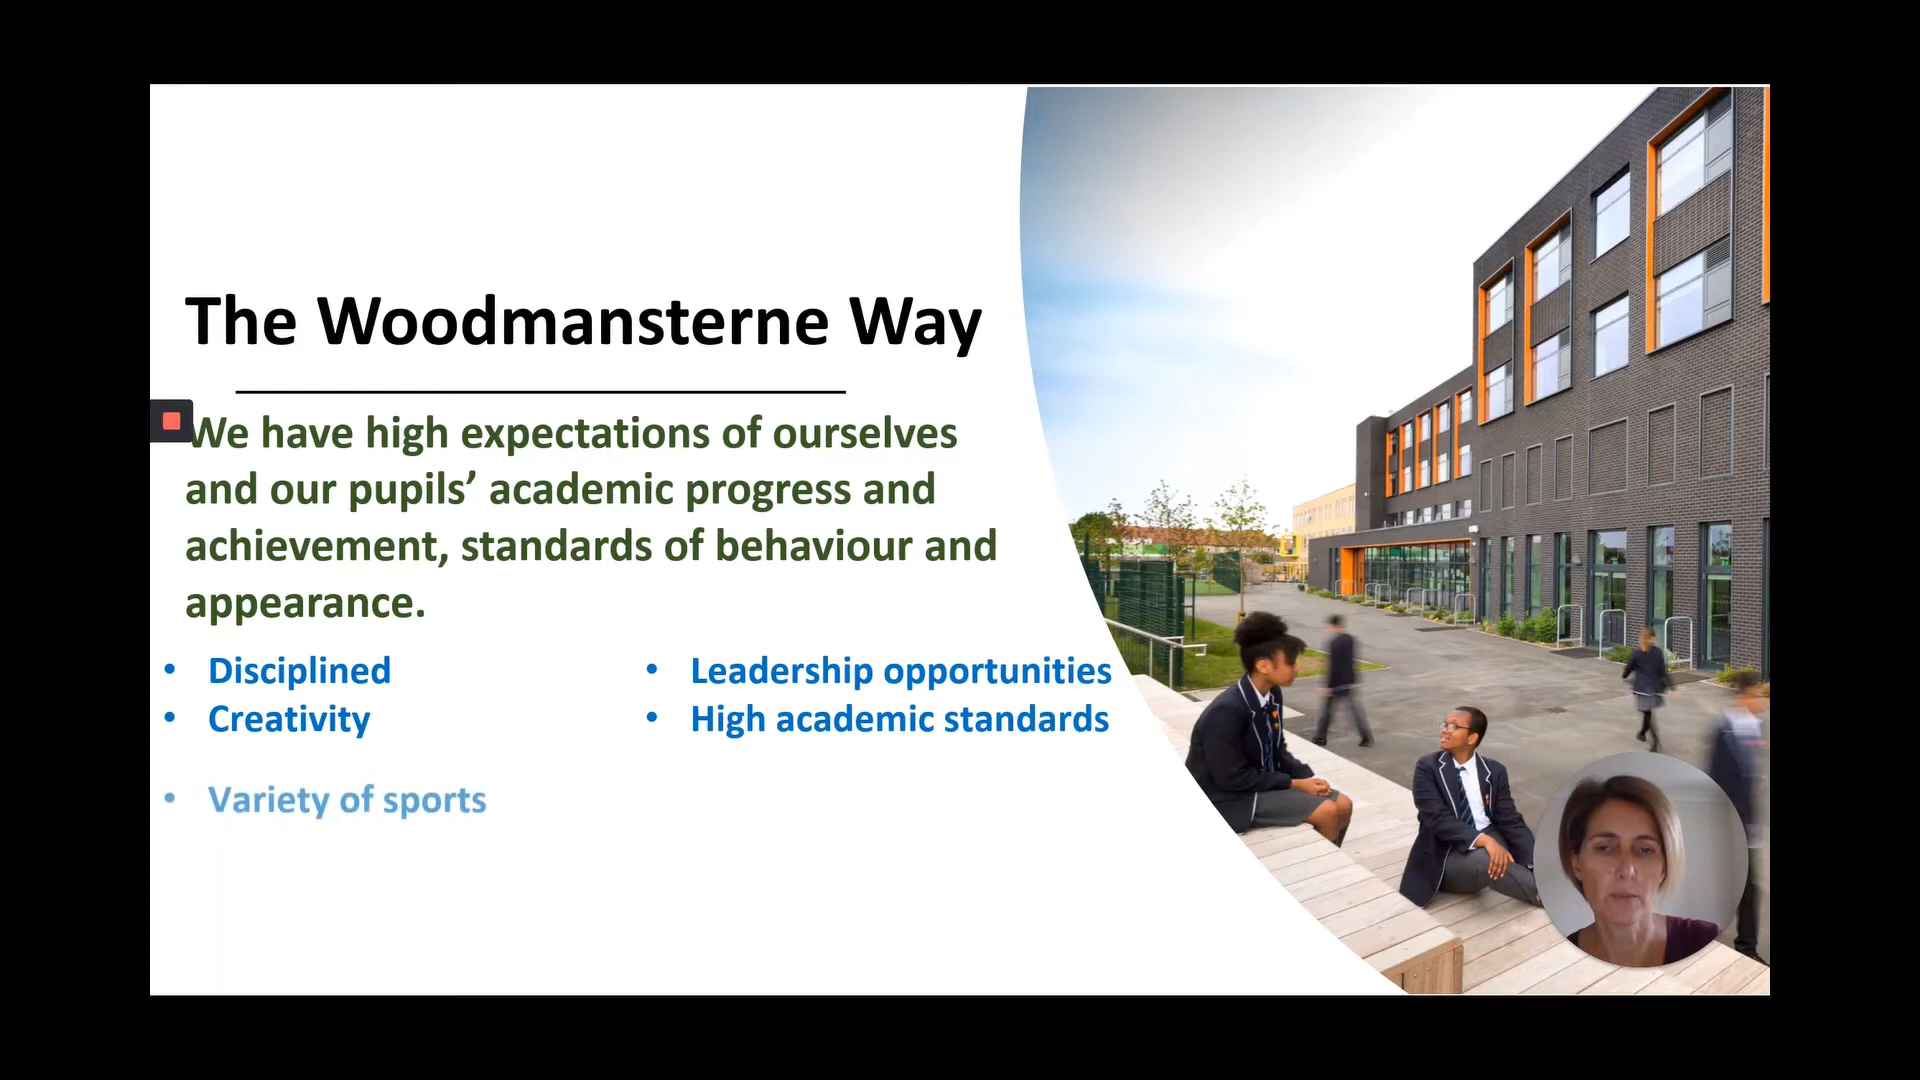 The Woodmansterne Way
We have high expectations of ourselves
and our pupils’ academic progress and
achievement, standards of behaviour and
appearance.
• Disciplined
• Creativity
• Variety of sports
• Leadership opportunities
• High academic standards